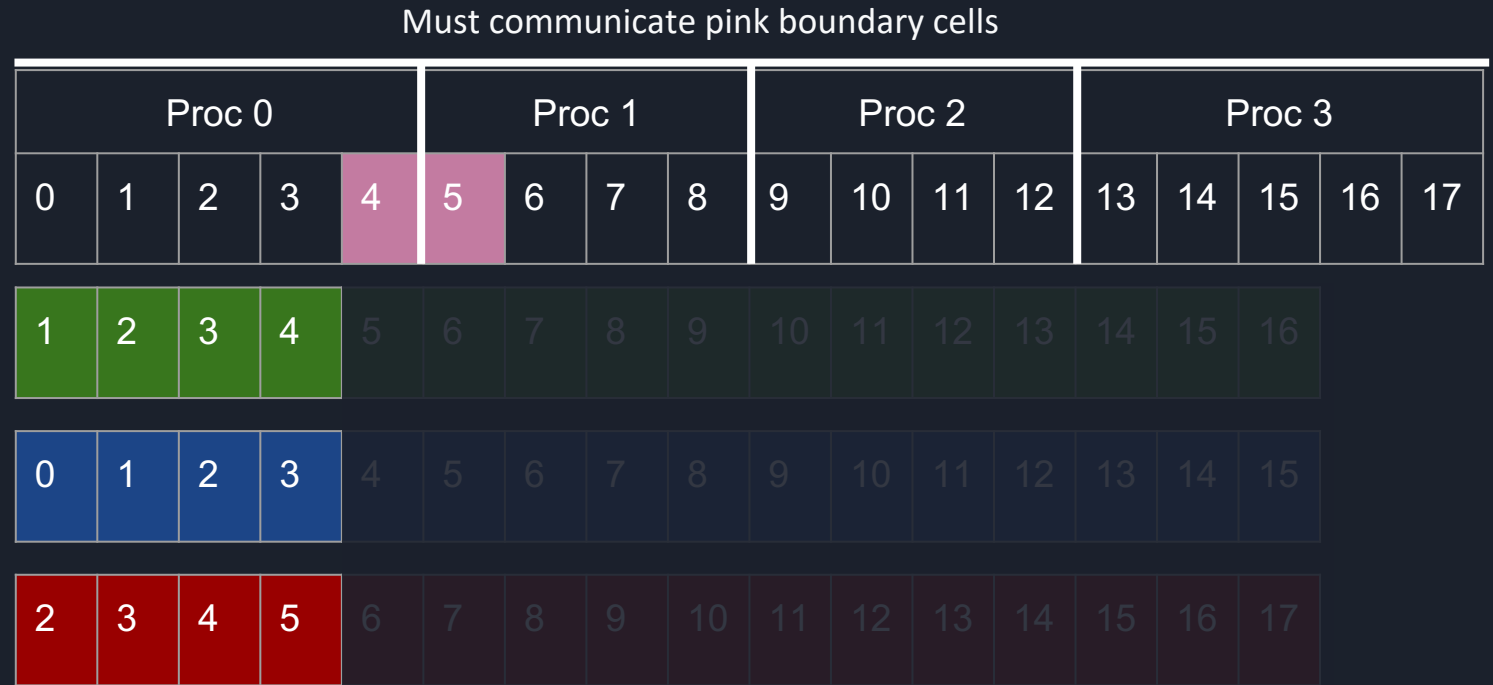 Must communicate pink boundary cells
Proc 0 Proc 1 Proc 2 Proc 3
0 1 2 3 4 5 6 7 8 9 10 11 12 13 14 15 16 17
1 2 3 4 5 6 7 8 9 10 11 12 13 14 15 16
0 1 2 3 4 5 6 7 8 9 10 11 12 13 14 15
2 3 4 5 6 7 8 9 10 11 12 13 14 15 16 17